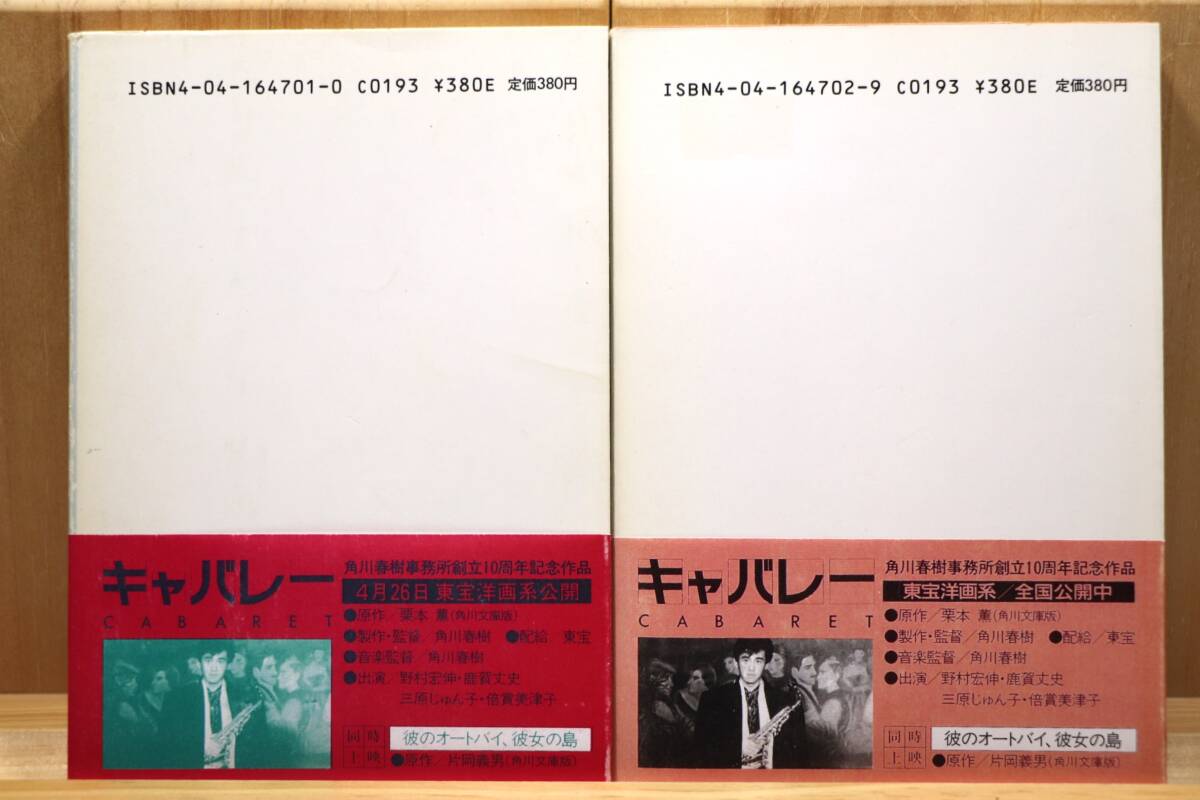 ISBN4-04-164701-0 C0193 ¥380E 定価380円
キャバレー
CABARET
角川春樹事務所創立10周年記念作品
4月26日 東宝洋画系公開
●原作/栗本 薫(角川文庫版)
●製作・監督/角川春樹 ●配給/東宝
●音楽監督/角川春樹
●出演/野村宏伸・鹿賀丈史
三原じゅん子・倍賞美津子
同時上映 彼のオートバイ、彼女の島
●原作/片岡義男(角川文庫版)
ISBN4-04-164702-9 C0193 ¥380E 定価380円
キャバレー
CABARET
角川春樹事務所創立10周年記念作品
東宝洋画系/全国公開中
●原作/栗本 薫(角川文庫版)
●製作・監督/角川春樹 ●配給/東宝
●音楽監督/角川春樹
●出演/野村宏伸・鹿賀丈史
三原じゅん子・倍賞美津子
同時上映 彼のオートバイ、彼女の島
●原作/片岡義男(角川文庫版)